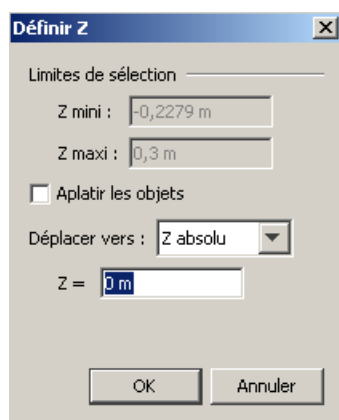 Définir Z
Limites de sélection
Z mini : -0,2279 m
Z maxi : 0,3 m
Aplatir les objets
Déplacer vers : Z absolu
Z = 0 m
OK Annuler